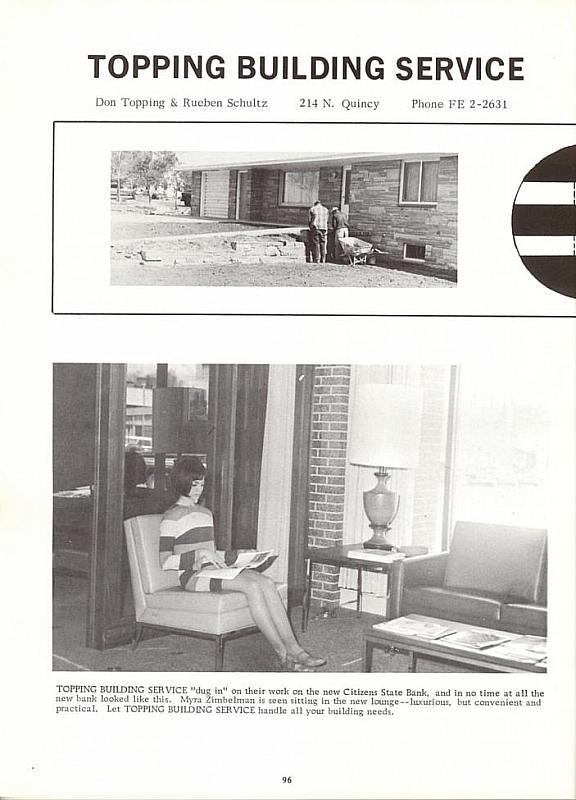 TOPPING BUILDING SERVICE
Don Topping & Rueben Schultz 214 N. Quincy Phone FE 2-2631
TOPPING BUILDING SERVICE "dug in" on their work on the new Citizens State Bank, and in no time at all the
new bank looked like this. Myra Zimbelman is seen sitting in the new lounge--luxurious, but convenient and
practical. Let TOPPING BUILDING SERVICE handle all your building needs.
96